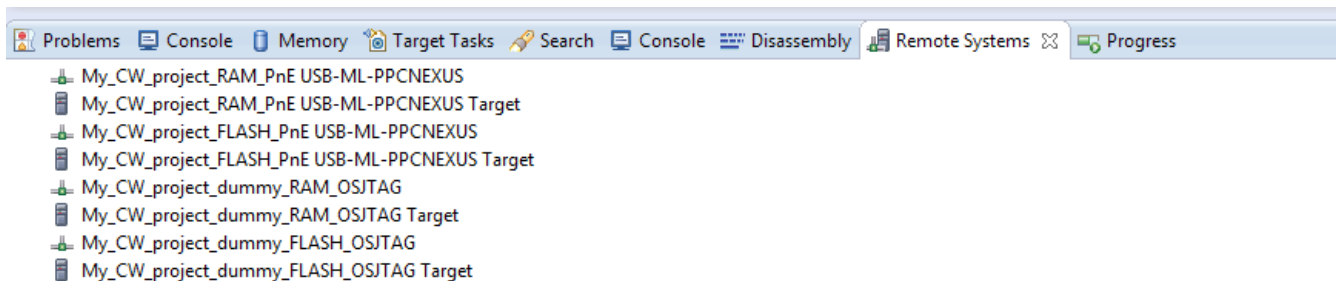 Problems Console Memory Target Tasks Search Console Disassembly Remote Systems Progress
My_CW_project_RAM_PnE USB-ML-PPCNEXUS
My_CW_project_RAM_PnE USB-ML-PPCNEXUS Target
My_CW_project_FLASH_PnE USB-ML-PPCNEXUS
My_CW_project_FLASH_PnE USB-ML-PPCNEXUS Target
My_CW_project_dummy_RAM_OSJTAG
My_CW_project_dummy_RAM_OSJTAG Target
My_CW_project_dummy_FLASH_OSJTAG
My_CW_project_dummy_FLASH_OSJTAG Target